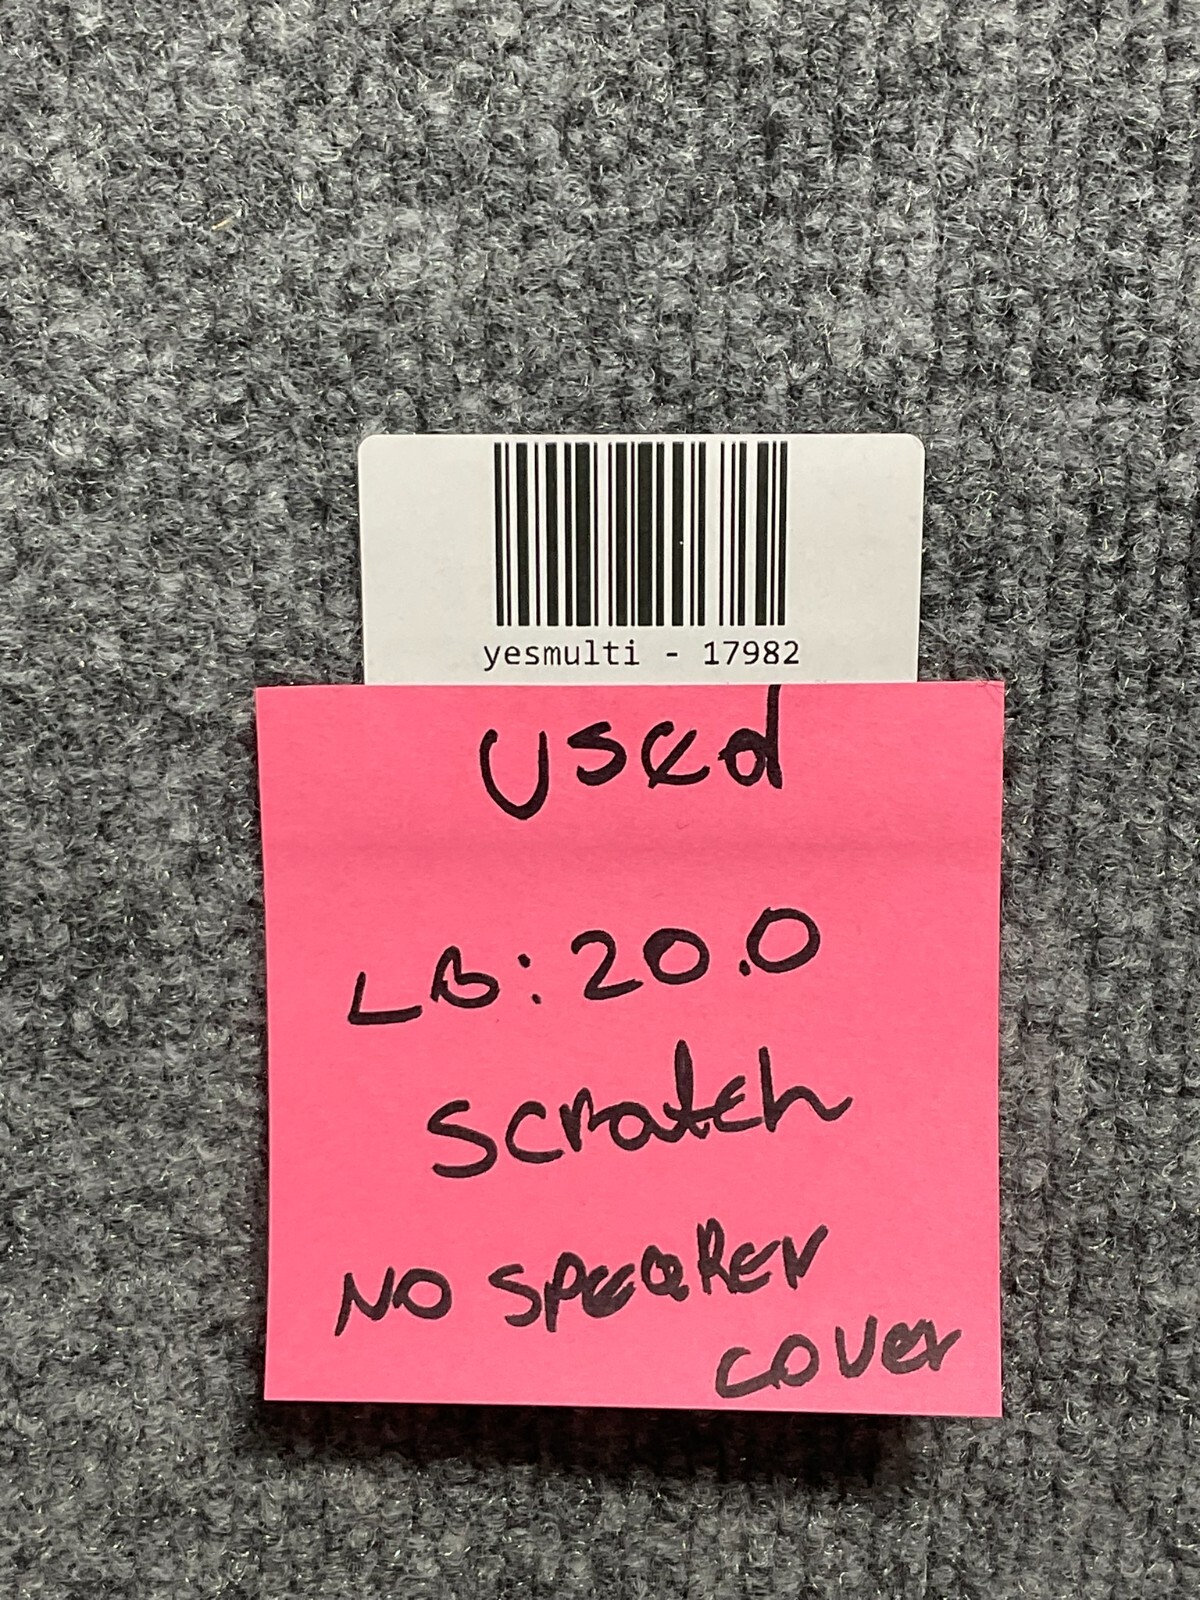 yesmulti - 17982
Used
LB: 20.0
Scratch
NO SPEAKER
COVER